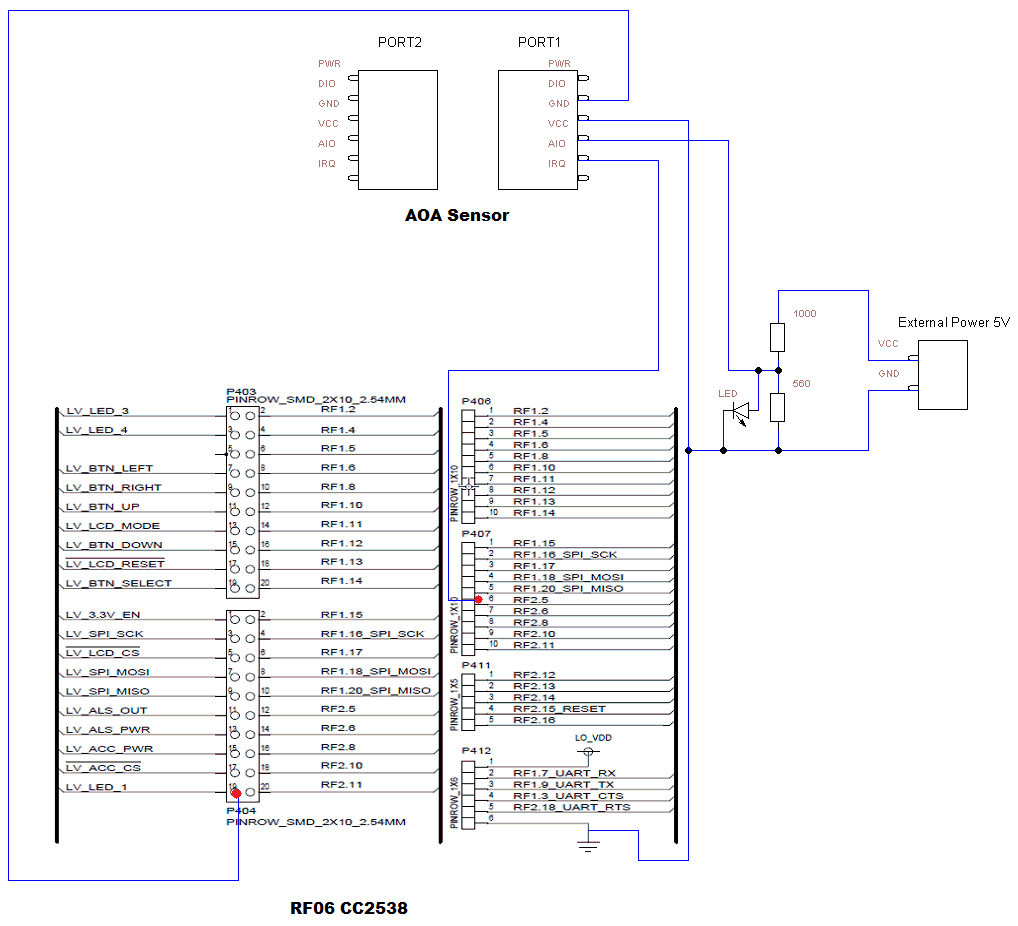 PORT2
PORT1
PWR
DIO
GND
VCC
AIO
IRQ
PWR
DIO
GND
VCC
AIO
IRQ
AOA Sensor
1000
External Power 5V
VCC
GND
560
LED
P403
PINROW_SMD_2X10_2.54MM
LV_LED_3 1 2 RF1.2
LV_LED_4 3 4 RF1.4
5 6 RF1.5
LV_BTN_LEFT 7 8 RF1.6
LV_BTN_RIGHT 9 10 RF1.8
LV_BTN_UP 11 12 RF1.10
LV_LCD_MODE 13 14 RF1.11
LV_BTN_DOWN 15 16 RF1.12
LV_LCD_RESET 17 18 RF1.13
LV_BTN_SELECT 19 20 RF1.14
LV_3.3V_EN 1 2 RF1.15
LV_SPI_SCK 3 4 RF1.16_SPI_SCK
LV_LCD_CS 5 6 RF1.17
LV_SPI_MOSI 7 8 RF1.18_SPI_MOSI
LV_SPI_MISO 9 10 RF1.20_SPI_MISO
LV_ALS_OUT 11 12 RF2.5
LV_ALS_PWR 13 14 RF2.6
LV_ACC_PWR 15 16 RF2.8
LV_ACC_CS 17 18 RF2.10
LV_LED_1 19 20 RF2.11
P404
PINROW_SMD_2X10_2.54MM
P406
PINROW_1X10
1 RF1.2
2 RF1.4
3 RF1.5
4 RF1.6
5 RF1.8
6 RF1.10
7 RF1.11
8 RF1.12
9 RF1.13
10 RF1.14
P407
PINROW_1X10
1 RF1.15
2 RF1.16_SPI_SCK
3 RF1.17
4 RF1.18_SPI_MOSI
5 RF1.20_SPI_MISO
6 RF2.5
7 RF2.6
8 RF2.8
9 RF2.10
10 RF2.11
P411
PINROW_1X5
1 RF2.12
2 RF2.13
3 RF2.14
4 RF2.15_RESET
5 RF2.16
LO_VDD
P412
PINROW_1X6
1
2 RF1.7_UART_RX
3 RF1.9_UART_TX
4 RF1.3_UART_CTS
5 RF2.18_UART_RTS
6
RF06 CC2538